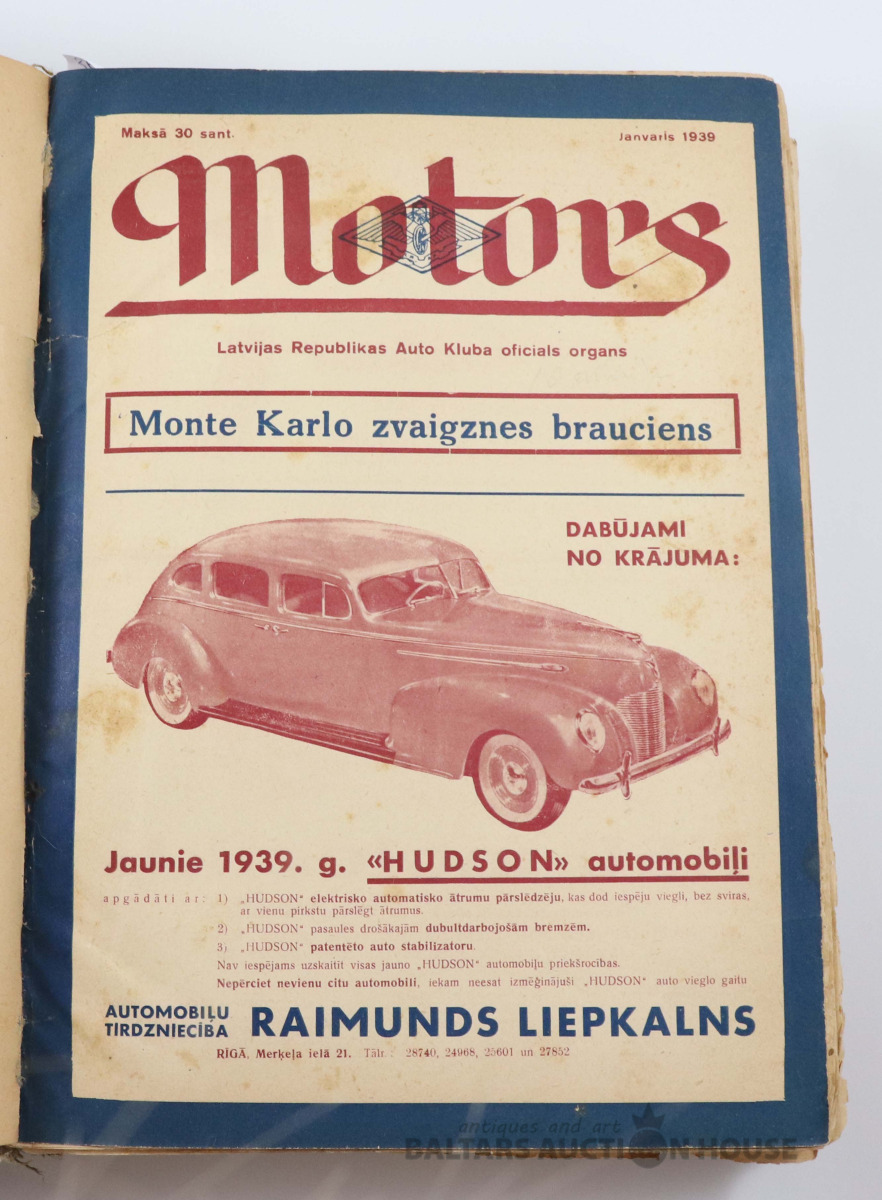 Maksā 30 sant.
Janvaris 1939
Motors
Latvijas Republikas Auto Kluba oficials organs
Monte Karlo zvaigznes brauciens
DABŪJAMI
NO KRĀJUMA:
Jaunie 1939. g. «HUDSON» automobiļi
apgādāti ar: 1) „HUDSON“ elektrisko automatisko ātrumu pārslēdzēju, kas dod iespēju viegli, bez sviras,
ar vienu pirkstu pārslēgt ātrumus.
2) „HUDSON“ pasaules drošākajām dubultdarbojošām bremzēm.
3) „HUDSON“ patentēto auto stabilizatoru.
Nav iespējams uzskaitīt visas jauno „HUDSON“ automobiļu priekšrocības.
Nepērciet nevienu citu automobili, iekam neesat izmēģinājuši „HUDSON“ auto vieglo gaitu
AUTOMOBIĻU
TIRDZNIECĪBA
RAIMUNDS LIEPKALNS
RĪGĀ, Merķeļa ielā 21. Tālr.: 28740, 24968, 25601 un 27852
antiques and art
BALTARS AUCTION HOUSE